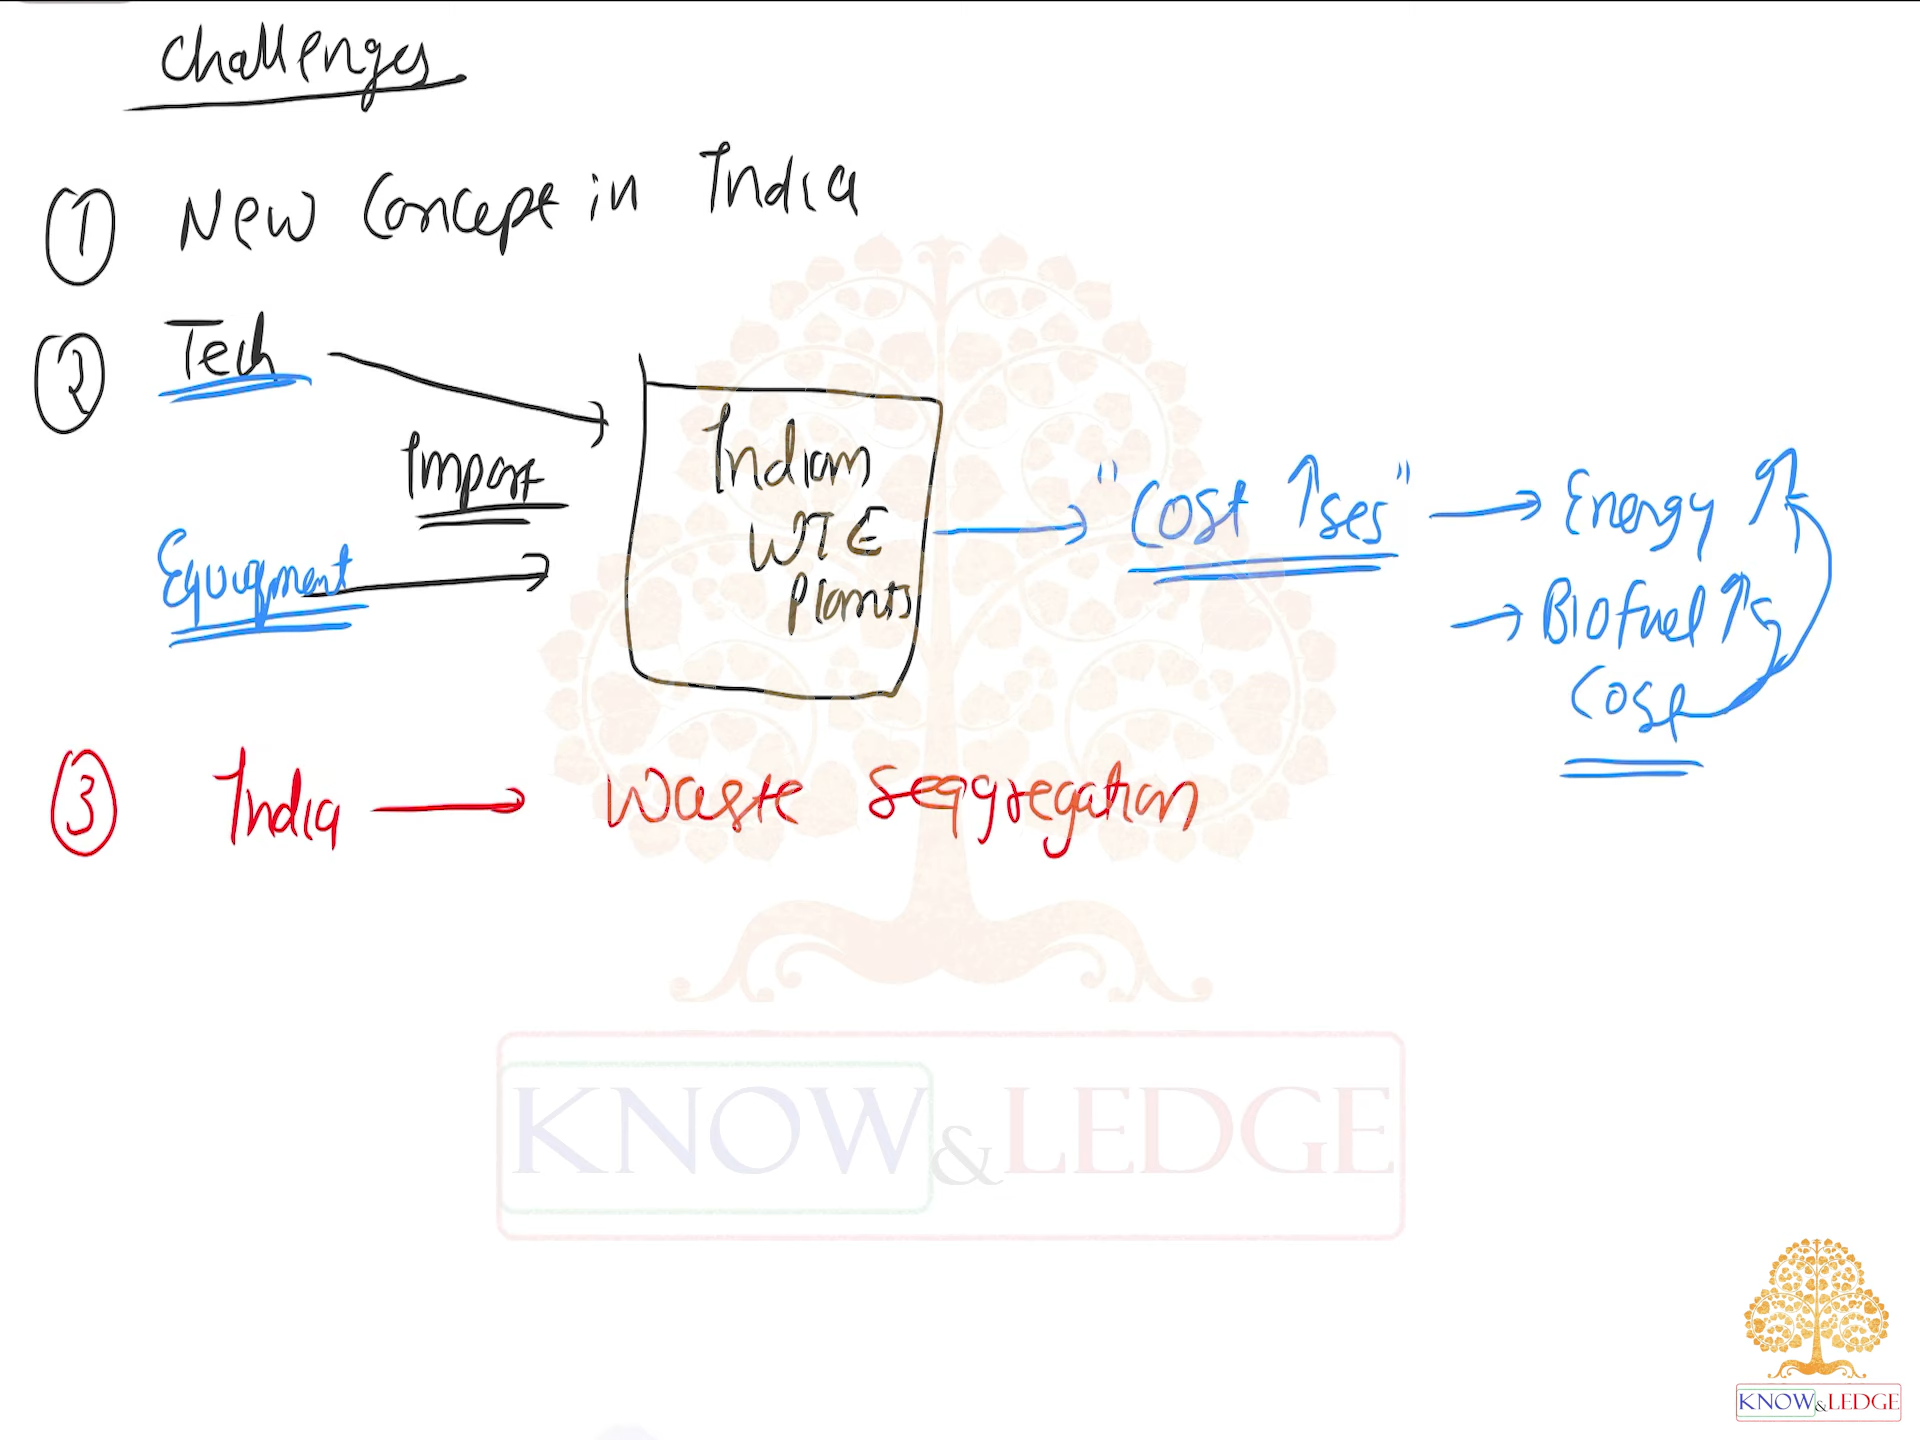 Challenges
① New Concept in India
② Tech
Import
Equipment
Indian
WTE
Plants
"Cost ↑ses" → Energy ↑
→ Biofuel ↑
Cost
③ India → Waste Seggregation
KNOW&LEDGE
KNOW&LEDGE